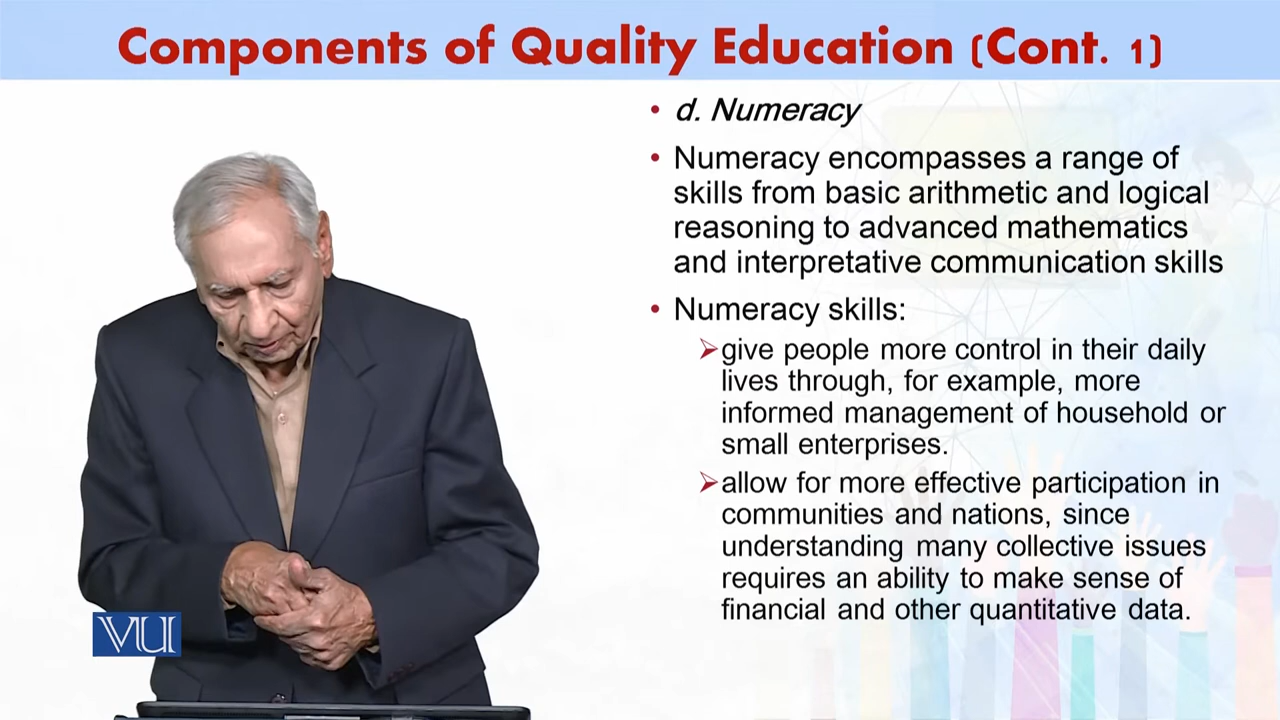 Components of Quality Education (Cont. 1)
• d. Numeracy
• Numeracy encompasses a range of
skills from basic arithmetic and logical
reasoning to advanced mathematics
and interpretative communication skills
• Numeracy skills:
➢give people more control in their daily
lives through, for example, more
informed management of household or
small enterprises.
➢allow for more effective participation in
communities and nations, since
understanding many collective issues
requires an ability to make sense of
financial and other quantitative data.
VU